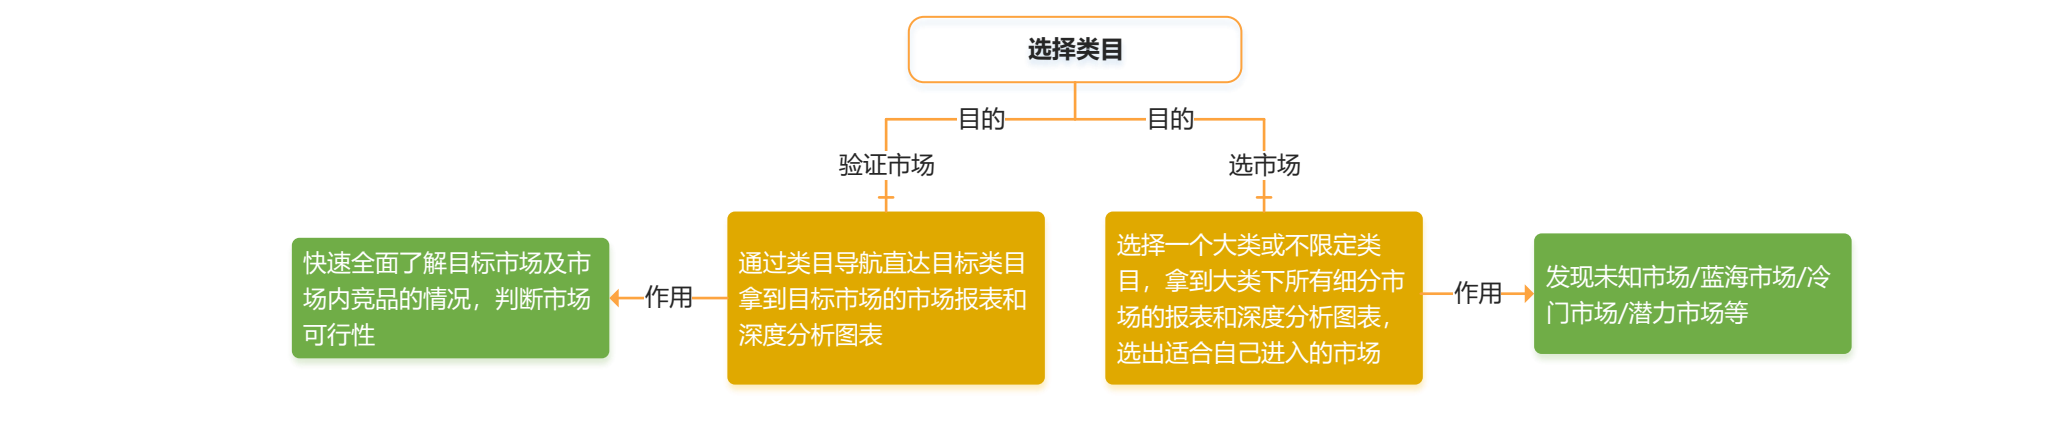 选择类目
目的
目的
验证市场
选市场
快速全面了解目标市场及市
场内竞品的情况，判断市场
可行性
作用
通过类目导航直达目标类目
拿到目标市场的市场报表和
深度分析图表
选择一个大类或不限定类
目，拿到大类下所有细分市
场的报表和深度分析图表，
选出适合自己进入的市场
作用
发现未知市场/蓝海市场/冷
门市场/潜力市场等